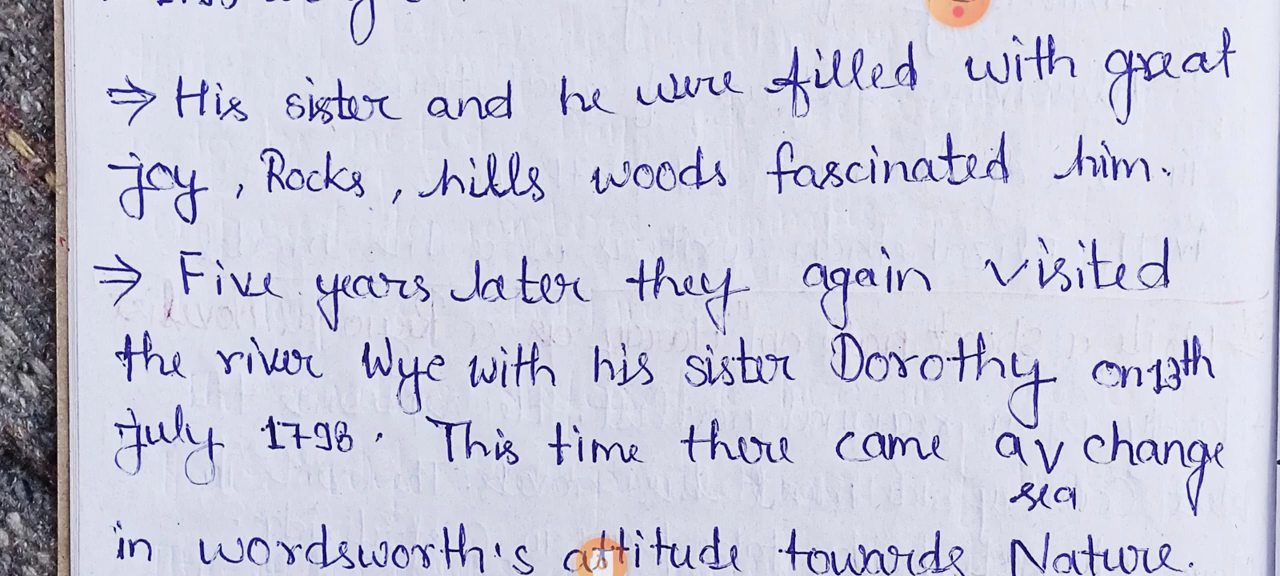 ⇒ His sister and he were filled with great
joy, Rocks, hills woods fascinated him.
⇒ Five years later they again visited
the river Wye with his sister Dorothy on 13th
july 1798. This time there came a v change
sea
in wordsworth's attitude towards Nature.